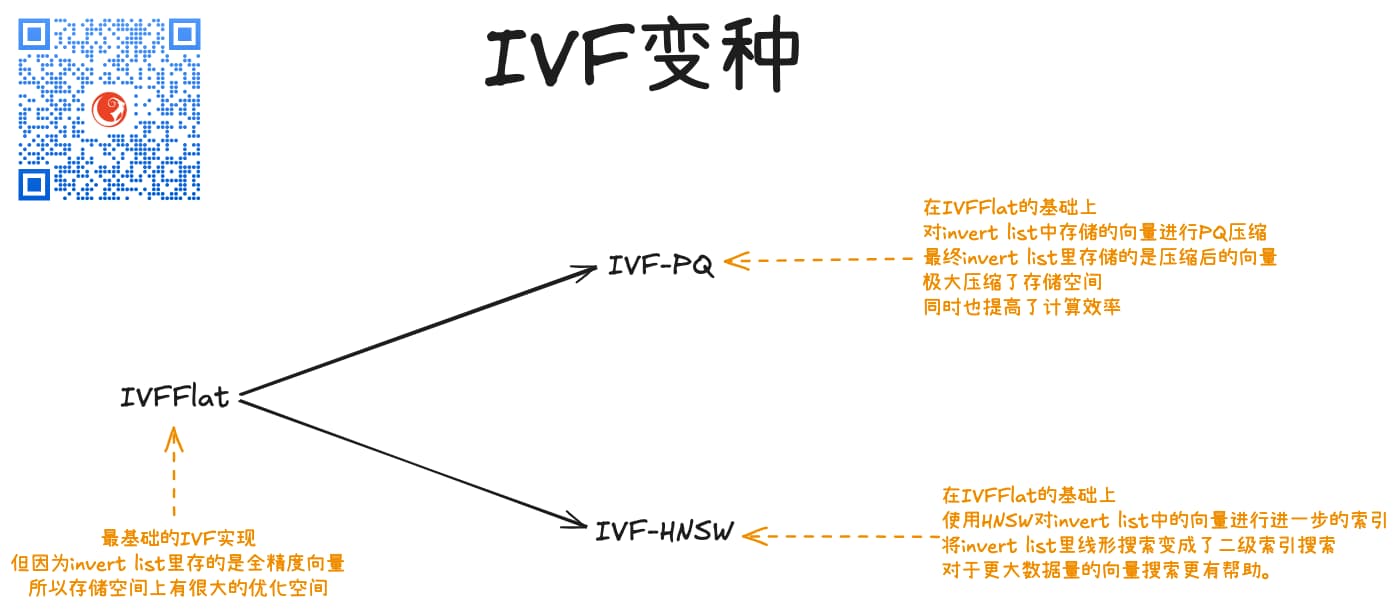 IVF变种
在IVFFlat的基础上
对invert list中存储的向量进行PQ压缩
最终invert list里存储的是压缩后的向量
极大压缩了存储空间
同时也提高了计算效率
IVF-PQ
IVFFlat
最基础的IVF实现
但因为invert list里存的是全精度向量
所以存储空间上有很大的优化空间
IVF-HNSW
在IVFFlat的基础上
使用HNSW对invert list中的向量进行进一步的索引
将invert list里线形搜索变成了二级索引搜索
对于更大数据量的向量搜索更有帮助。